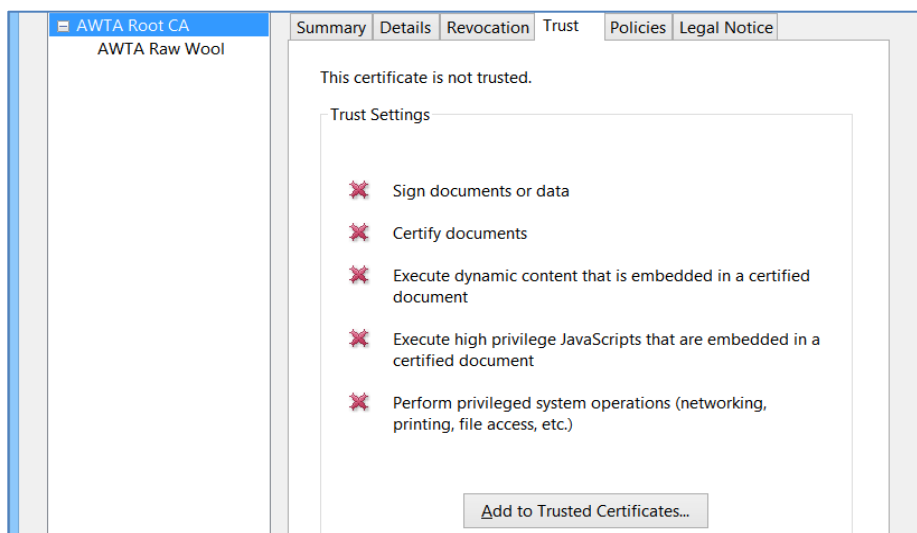 AWTA Root CA
AWTA Raw Wool
Summary Details Revocation Trust Policies Legal Notice
This certificate is not trusted.
Trust Settings
Sign documents or data
Certify documents
Execute dynamic content that is embedded in a certified
document
Execute high privilege JavaScripts that are embedded in a
certified document
Perform privileged system operations (networking,
printing, file access, etc.)
Add to Trusted Certificates...